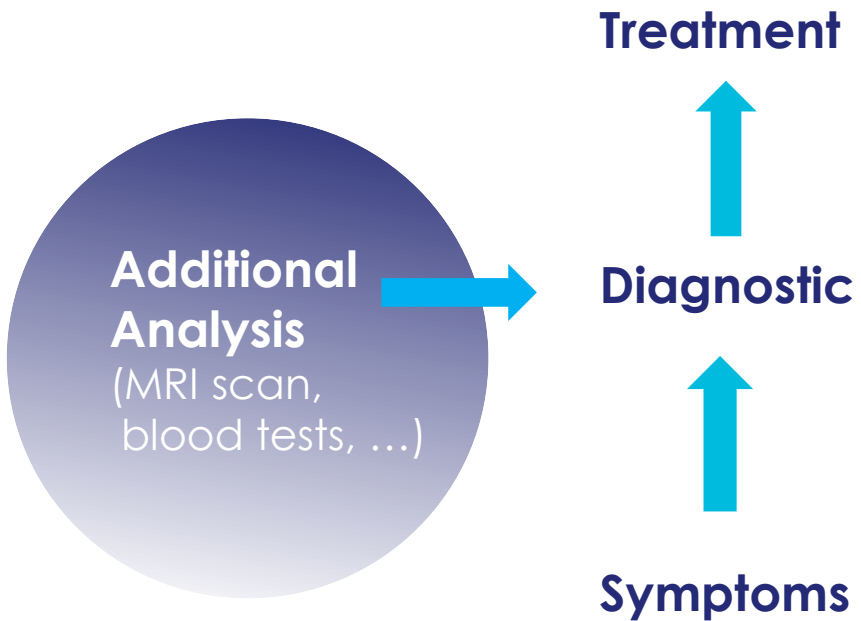 Treatment
Additional
Analysis
(MRI scan,
blood tests, …)
Diagnostic
Symptoms